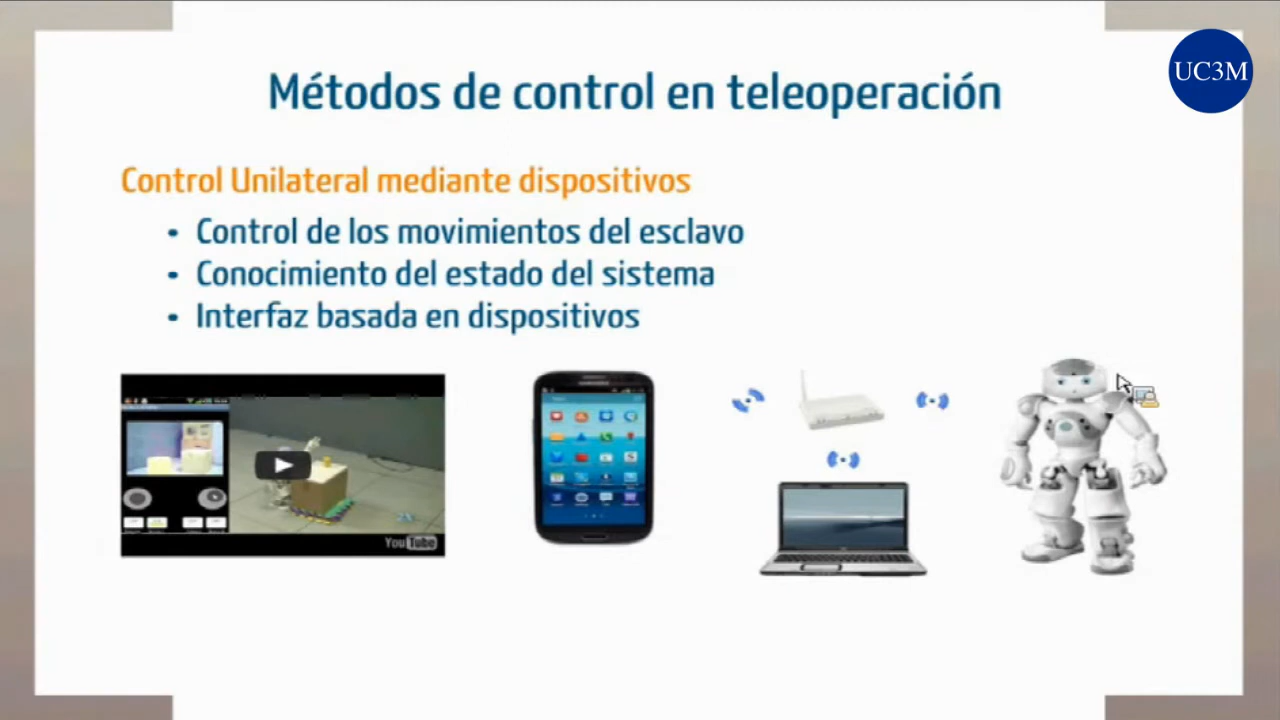 UC3M
Métodos de control en teleoperación
Control Unilateral mediante dispositivos
• Control de los movimientos del esclavo
• Conocimiento del estado del sistema
• Interfaz basada en dispositivos
YouTube